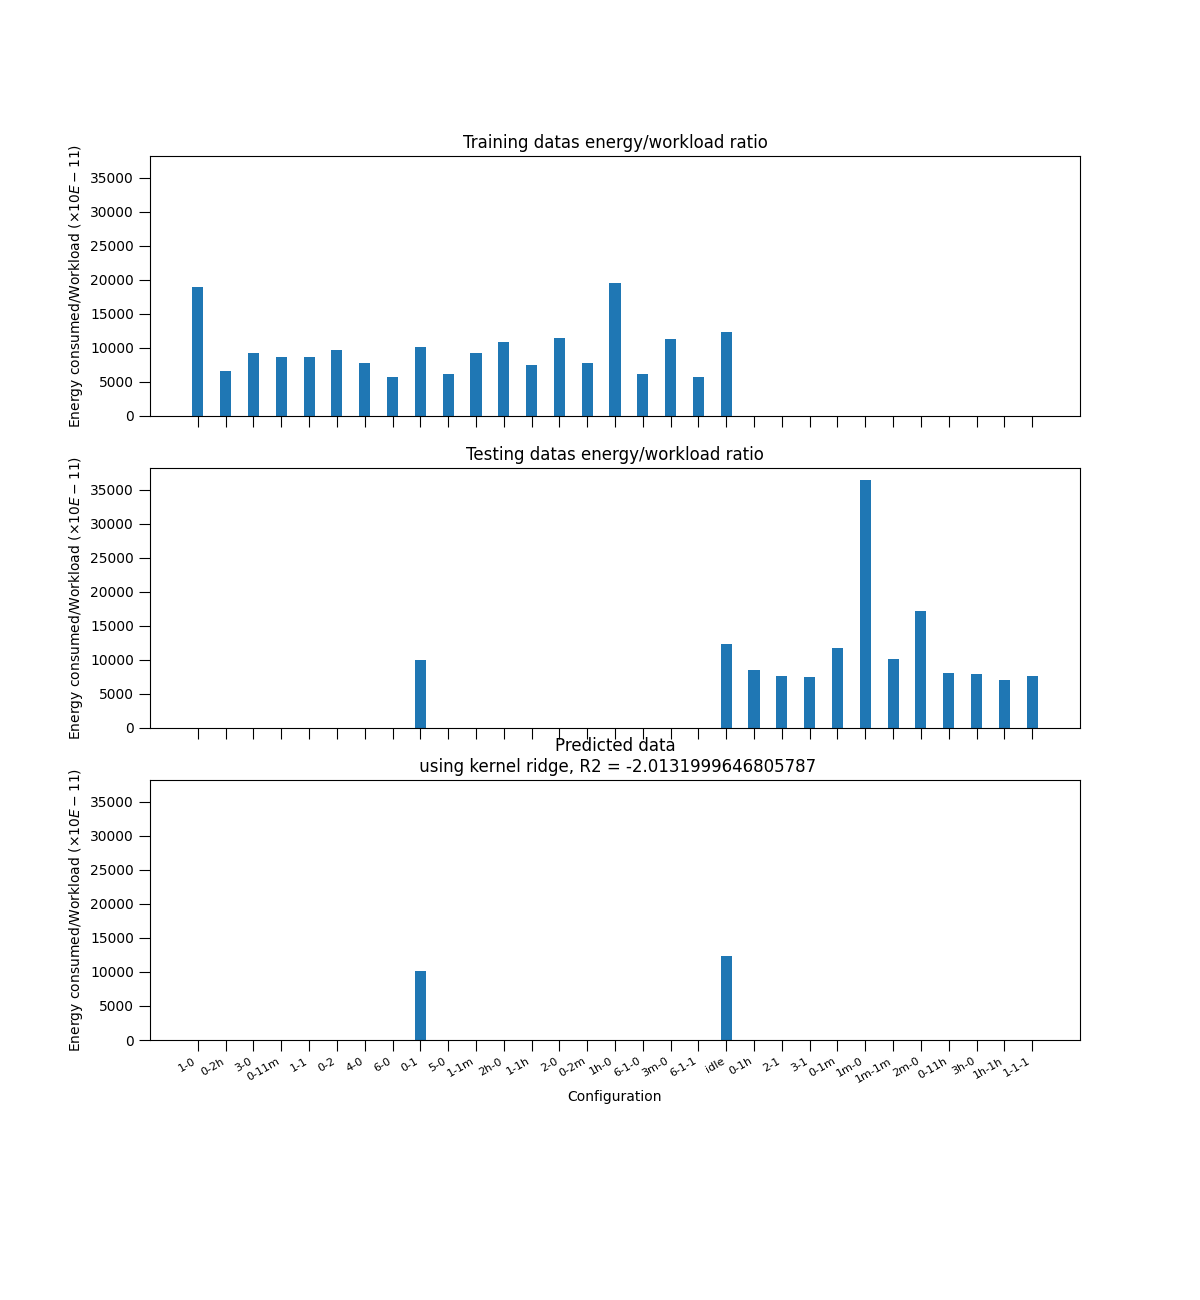 Training datas energy/workload ratio
Energy consumed/Workload (×10E − 11)
35000
30000
25000
20000
15000
10000
5000
0
Testing datas energy/workload ratio
Energy consumed/Workload (×10E − 11)
35000
30000
25000
20000
15000
10000
5000
0
Predicted data
using kernel ridge, R2 = -2.0131999646805787
Energy consumed/Workload (×10E − 11)
35000
30000
25000
20000
15000
10000
5000
0
1-0 0-2h 3-0 0-11m 1-1 0-2 4-0 6-0 0-1 5-0 1-1m 2h-0 1-1h 2-0 0-2m 1h-0 6-1-0 3m-0 6-1-1 idle 0-1h 2-1 3-1 0-1m 1m-0 1m-1m 2m-0 0-11h 3h-0 1h-1h 1-1-1
Configuration